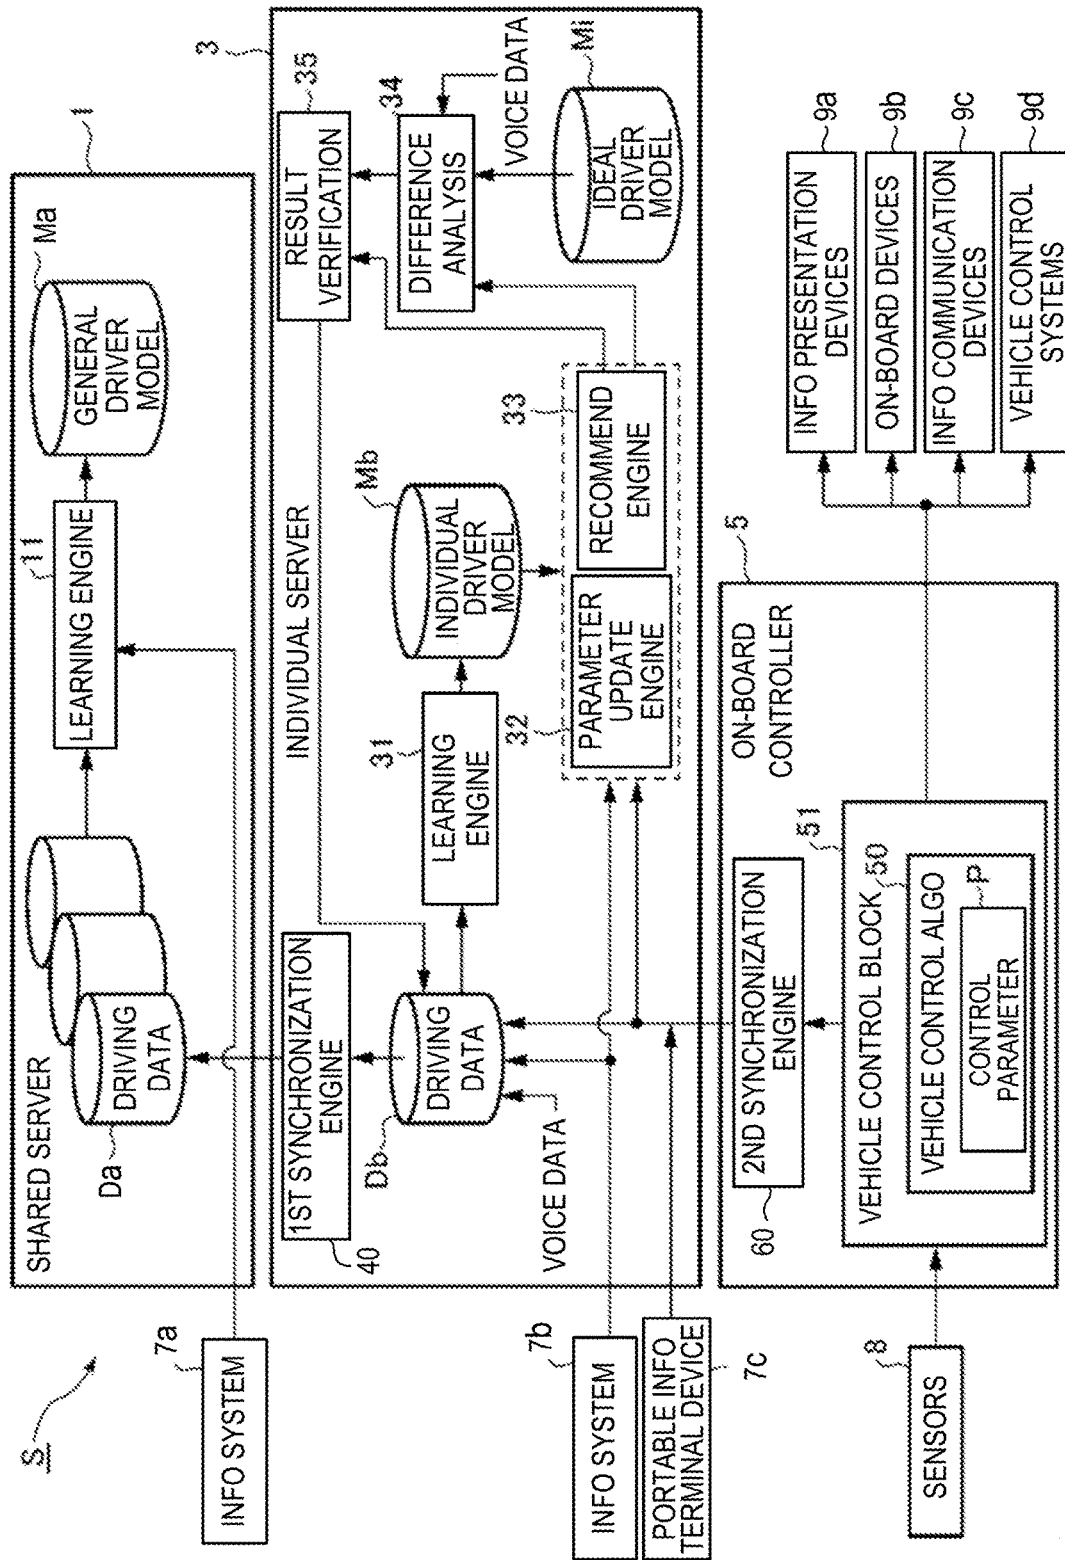 S
SHARED SERVER
1
DRIVING
DATA
Da
LEARNING ENGINE
11
GENERAL
DRIVER
MODEL
Ma
INFO SYSTEM
7a
INDIVIDUAL SERVER
3
1ST SYNCHRONIZATION
ENGINE
40
DRIVING
DATA
Db
VOICE DATA
LEARNING
ENGINE
31
INDIVIDUAL
DRIVER
MODEL
Mb
PARAMETER
UPDATE
ENGINE
32
RECOMMEND
ENGINE
33
RESULT
VERIFICATION
35
DIFFERENCE
ANALYSIS
34
VOICE DATA
IDEAL
DRIVER
MODEL
Mi
INFO SYSTEM
7b
PORTABLE INFO
TERMINAL DEVICE
7c
ON-BOARD
CONTROLLER
5
2ND SYNCHRONIZATION
ENGINE
60
VEHICLE CONTROL BLOCK
51
VEHICLE CONTROL ALGO
50
CONTROL
PARAMETER
P
SENSORS
8
INFO PRESENTATION
DEVICES
9a
ON-BOARD DEVICES
9b
INFO COMMUNICATION
DEVICES
9c
VEHICLE CONTROL
SYSTEMS
9d